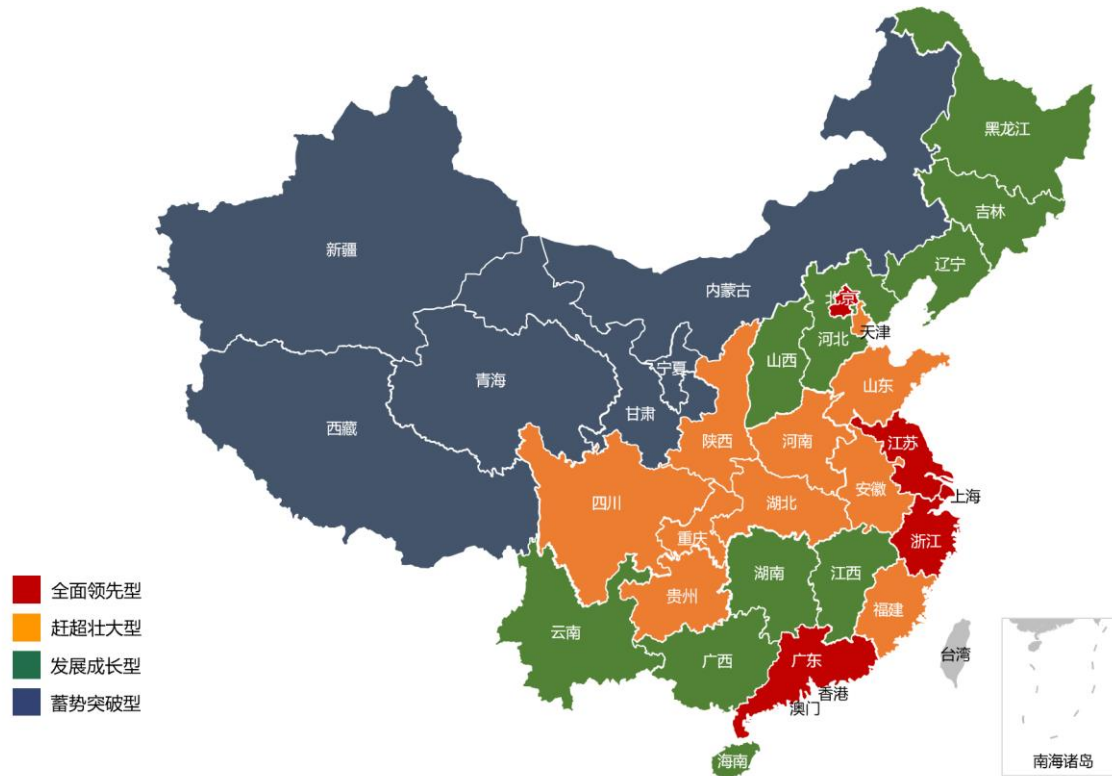 黑龙江
吉林
辽宁
新疆
内蒙古
北京
天津
河北
山西
宁夏
青海
山东
甘肃
西藏
陕西
河南
江苏
安徽
上海
四川
湖北
重庆
浙江
湖南
江西
贵州
福建
云南
广西
广东
台湾
香港
澳门
海南
南海诸岛
全面领先型
赶超壮大型
发展成长型
蓄势突破型